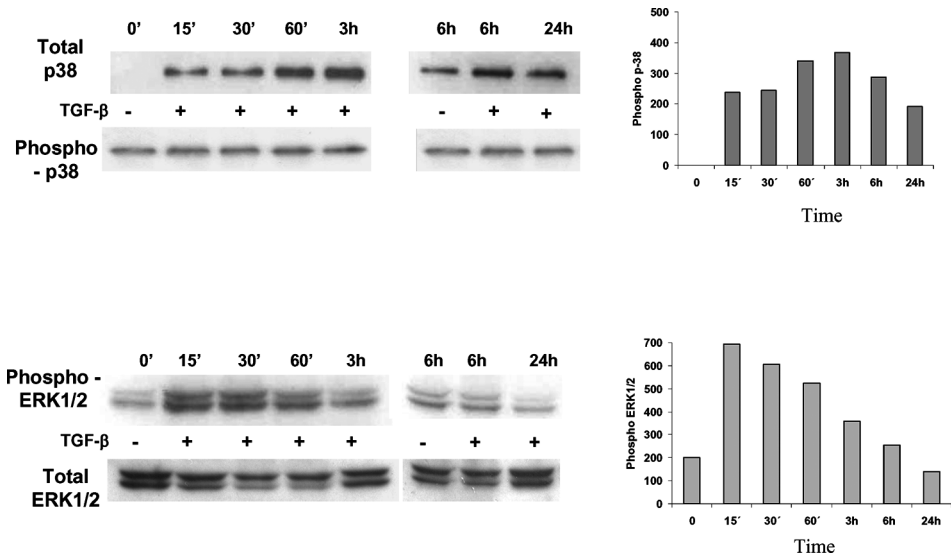 0’ 15’ 30’ 60’ 3h 6h 6h 24h
Total
p38
TGF-β - + + + + - + +
Phospho
- p38
500
400
300
200
100
0
Phospho p-38
0 15´ 30´ 60´ 3h 6h 24h
Time
0’ 15’ 30’ 60’ 3h 6h 6h 24h
Phospho -
ERK1/2
TGF-β - + + + + - + +
Total
ERK1/2
700
600
500
400
300
200
100
0
Phospho ERK1/2
0 15´ 30´ 60´ 3h 6h 24h
Time